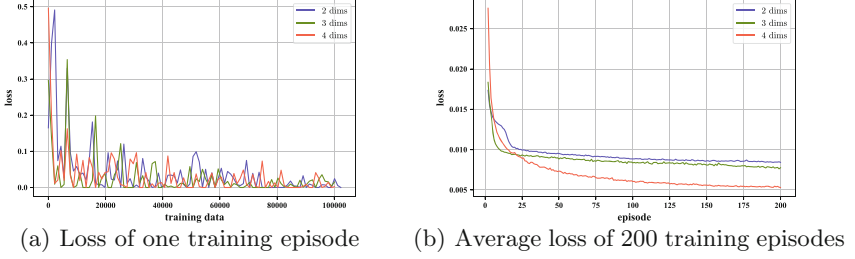 0.5
0.4
0.3
0.2
0.1
0.0
loss
0 20000 40000 60000 80000 100000
training data
2 dims
3 dims
4 dims
(a) Loss of one training episode
0.025
0.020
0.015
0.010
0.005
loss
0 25 50 75 100 125 150 175 200
episode
2 dims
3 dims
4 dims
(b) Average loss of 200 training episodes